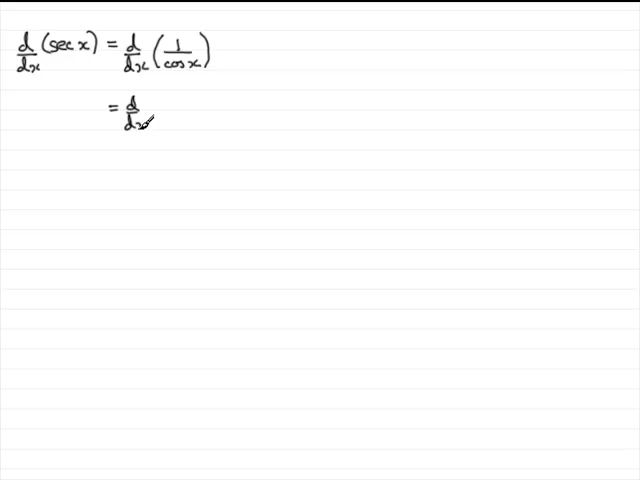 d/dx (sec x) = d/dx (1/cos x)
= d/dx